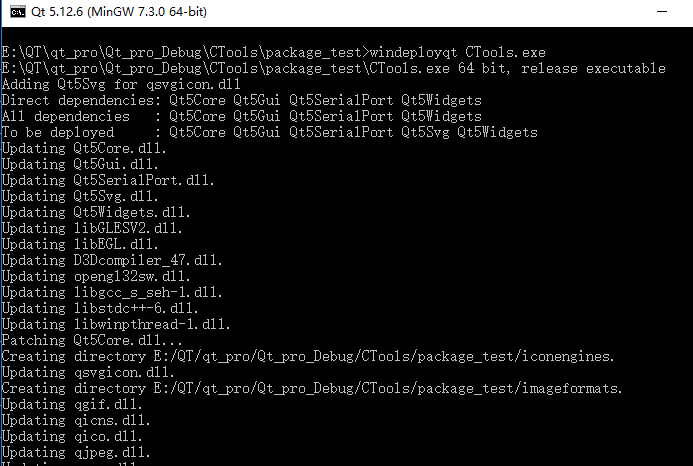 Qt 5.12.6 (MinGW 7.3.0 64-bit)
E:\QT\qt_pro\Qt_pro_Debug\CTools\package_test>windeployqt CTools.exe
E:\QT\qt_pro\Qt_pro_Debug\CTools\package_test\CTools.exe 64 bit, release executable
Adding Qt5Svg for qsvgicon.dll
Direct dependencies: Qt5Core Qt5Gui Qt5SerialPort Qt5Widgets
All dependencies   : Qt5Core Qt5Gui Qt5SerialPort Qt5Widgets
To be deployed     : Qt5Core Qt5Gui Qt5SerialPort Qt5Svg Qt5Widgets
Updating Qt5Core.dll.
Updating Qt5Gui.dll.
Updating Qt5SerialPort.dll.
Updating Qt5Svg.dll.
Updating Qt5Widgets.dll.
Updating libGLESV2.dll.
Updating libEGL.dll.
Updating D3Dcompiler_47.dll.
Updating opengl32sw.dll.
Updating libgcc_s_seh-1.dll.
Updating libstdc++-6.dll.
Updating libwinpthread-1.dll.
Patching Qt5Core.dll...
Creating directory E:/QT/qt_pro/Qt_pro_Debug/CTools/package_test/iconengines.
Updating qsvgicon.dll.
Creating directory E:/QT/qt_pro/Qt_pro_Debug/CTools/package_test/imageformats.
Updating qgif.dll.
Updating qicns.dll.
Updating qico.dll.
Updating qjpeg.dll.